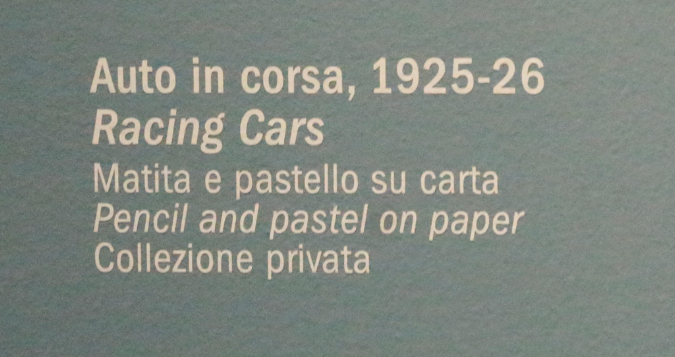 Auto in corsa, 1925-26
Racing Cars
Matita e pastello su carta
Pencil and pastel on paper
Collezione privata